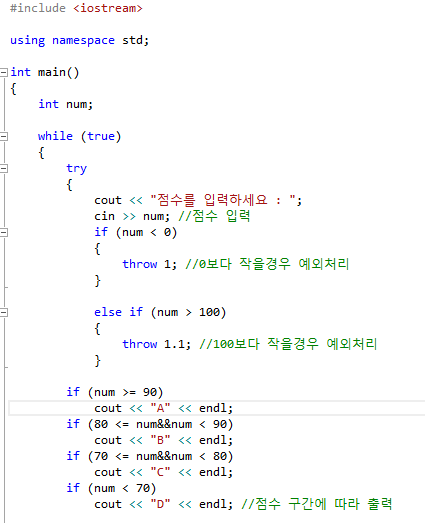 #include <iostream>
using namespace std;
int main()
{
int num;
while (true)
{
try
{
cout << "점수를 입력하세요 : ";
cin >> num; //점수 입력
if (num < 0)
{
throw 1; //0보다 작을경우 예외처리
}
else if (num > 100)
{
throw 1.1; //100보다 작을경우 예외처리
}
if (num >= 90)
cout << "A" << endl;
if (80 <= num&&num < 90)
cout << "B" << endl;
if (70 <= num&&num < 80)
cout << "C" << endl;
if (num < 70)
cout << "D" << endl; //점수 구간에 따라 출력